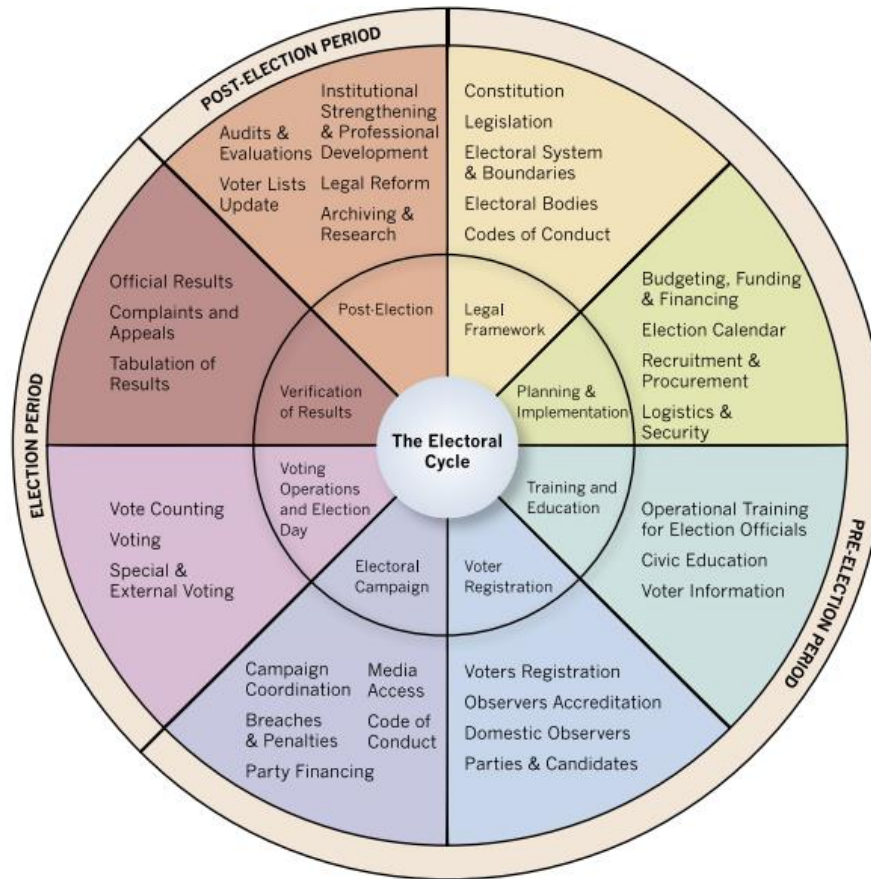 POST-ELECTION PERIOD
Institutional
Strengthening
& Professional
Development
Audits &
Evaluations
Voter Lists
Update
Legal Reform
Archiving &
Research
Post-Election
Constitution
Legislation
Electoral System
& Boundaries
Electoral Bodies
Codes of Conduct
Legal
Framework
Budgeting, Funding
& Financing
Election Calendar
Recruitment &
Procurement
Logistics &
Security
Planning &
Implementation
PRE-ELECTION PERIOD
Operational Training
for Election Officials
Civic Education
Voter Information
Training and
Education
Voters Registration
Observers Accreditation
Domestic Observers
Parties & Candidates
Voter
Registration
Campaign
Coordination
Breaches
& Penalties
Party Financing
Media
Access
Code of
Conduct
Electoral
Campaign
ELECTION PERIOD
Vote Counting
Voting
Special &
External Voting
Voting
Operations
and Election
Day
Official Results
Complaints and
Appeals
Tabulation of
Results
Verification
of Results
The Electoral
Cycle